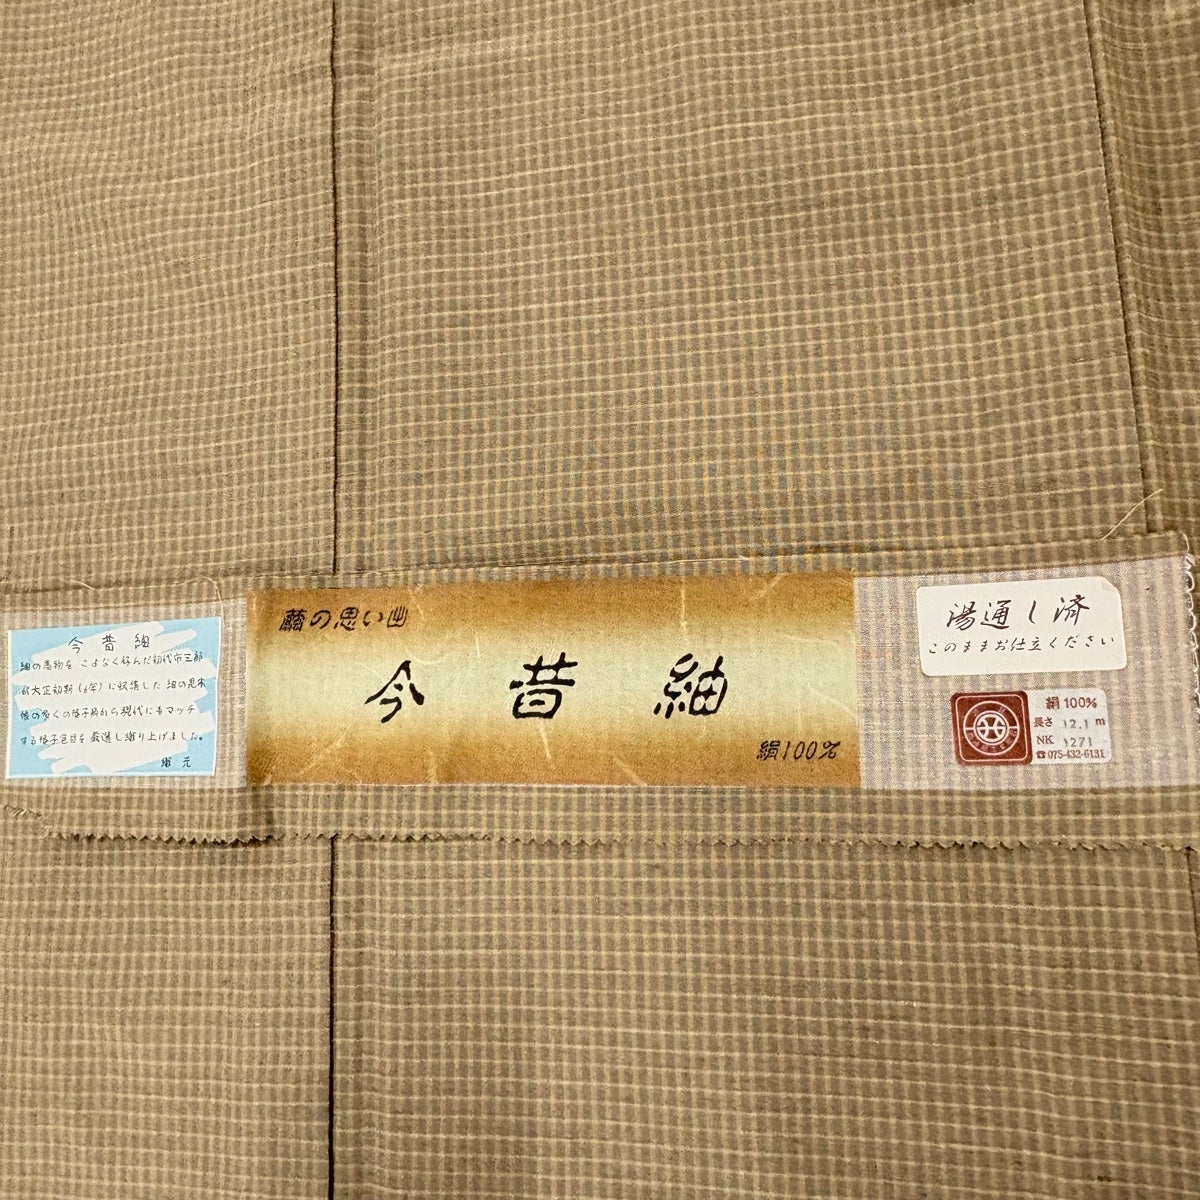 今昔紬
紬の着物を こよなく好んだ初代市三郎
が大正初期(6年)に収集した 紬の見本
帳の多くの格子柄から現代にもマッチ
する格子色目を厳選し織り上げました。
織元
繭の思い出
今昔紬
絹100%
湯通し済
このままお仕立ください
絹100%
長さ 12.1 m
NK 1271
☎075-432-6131